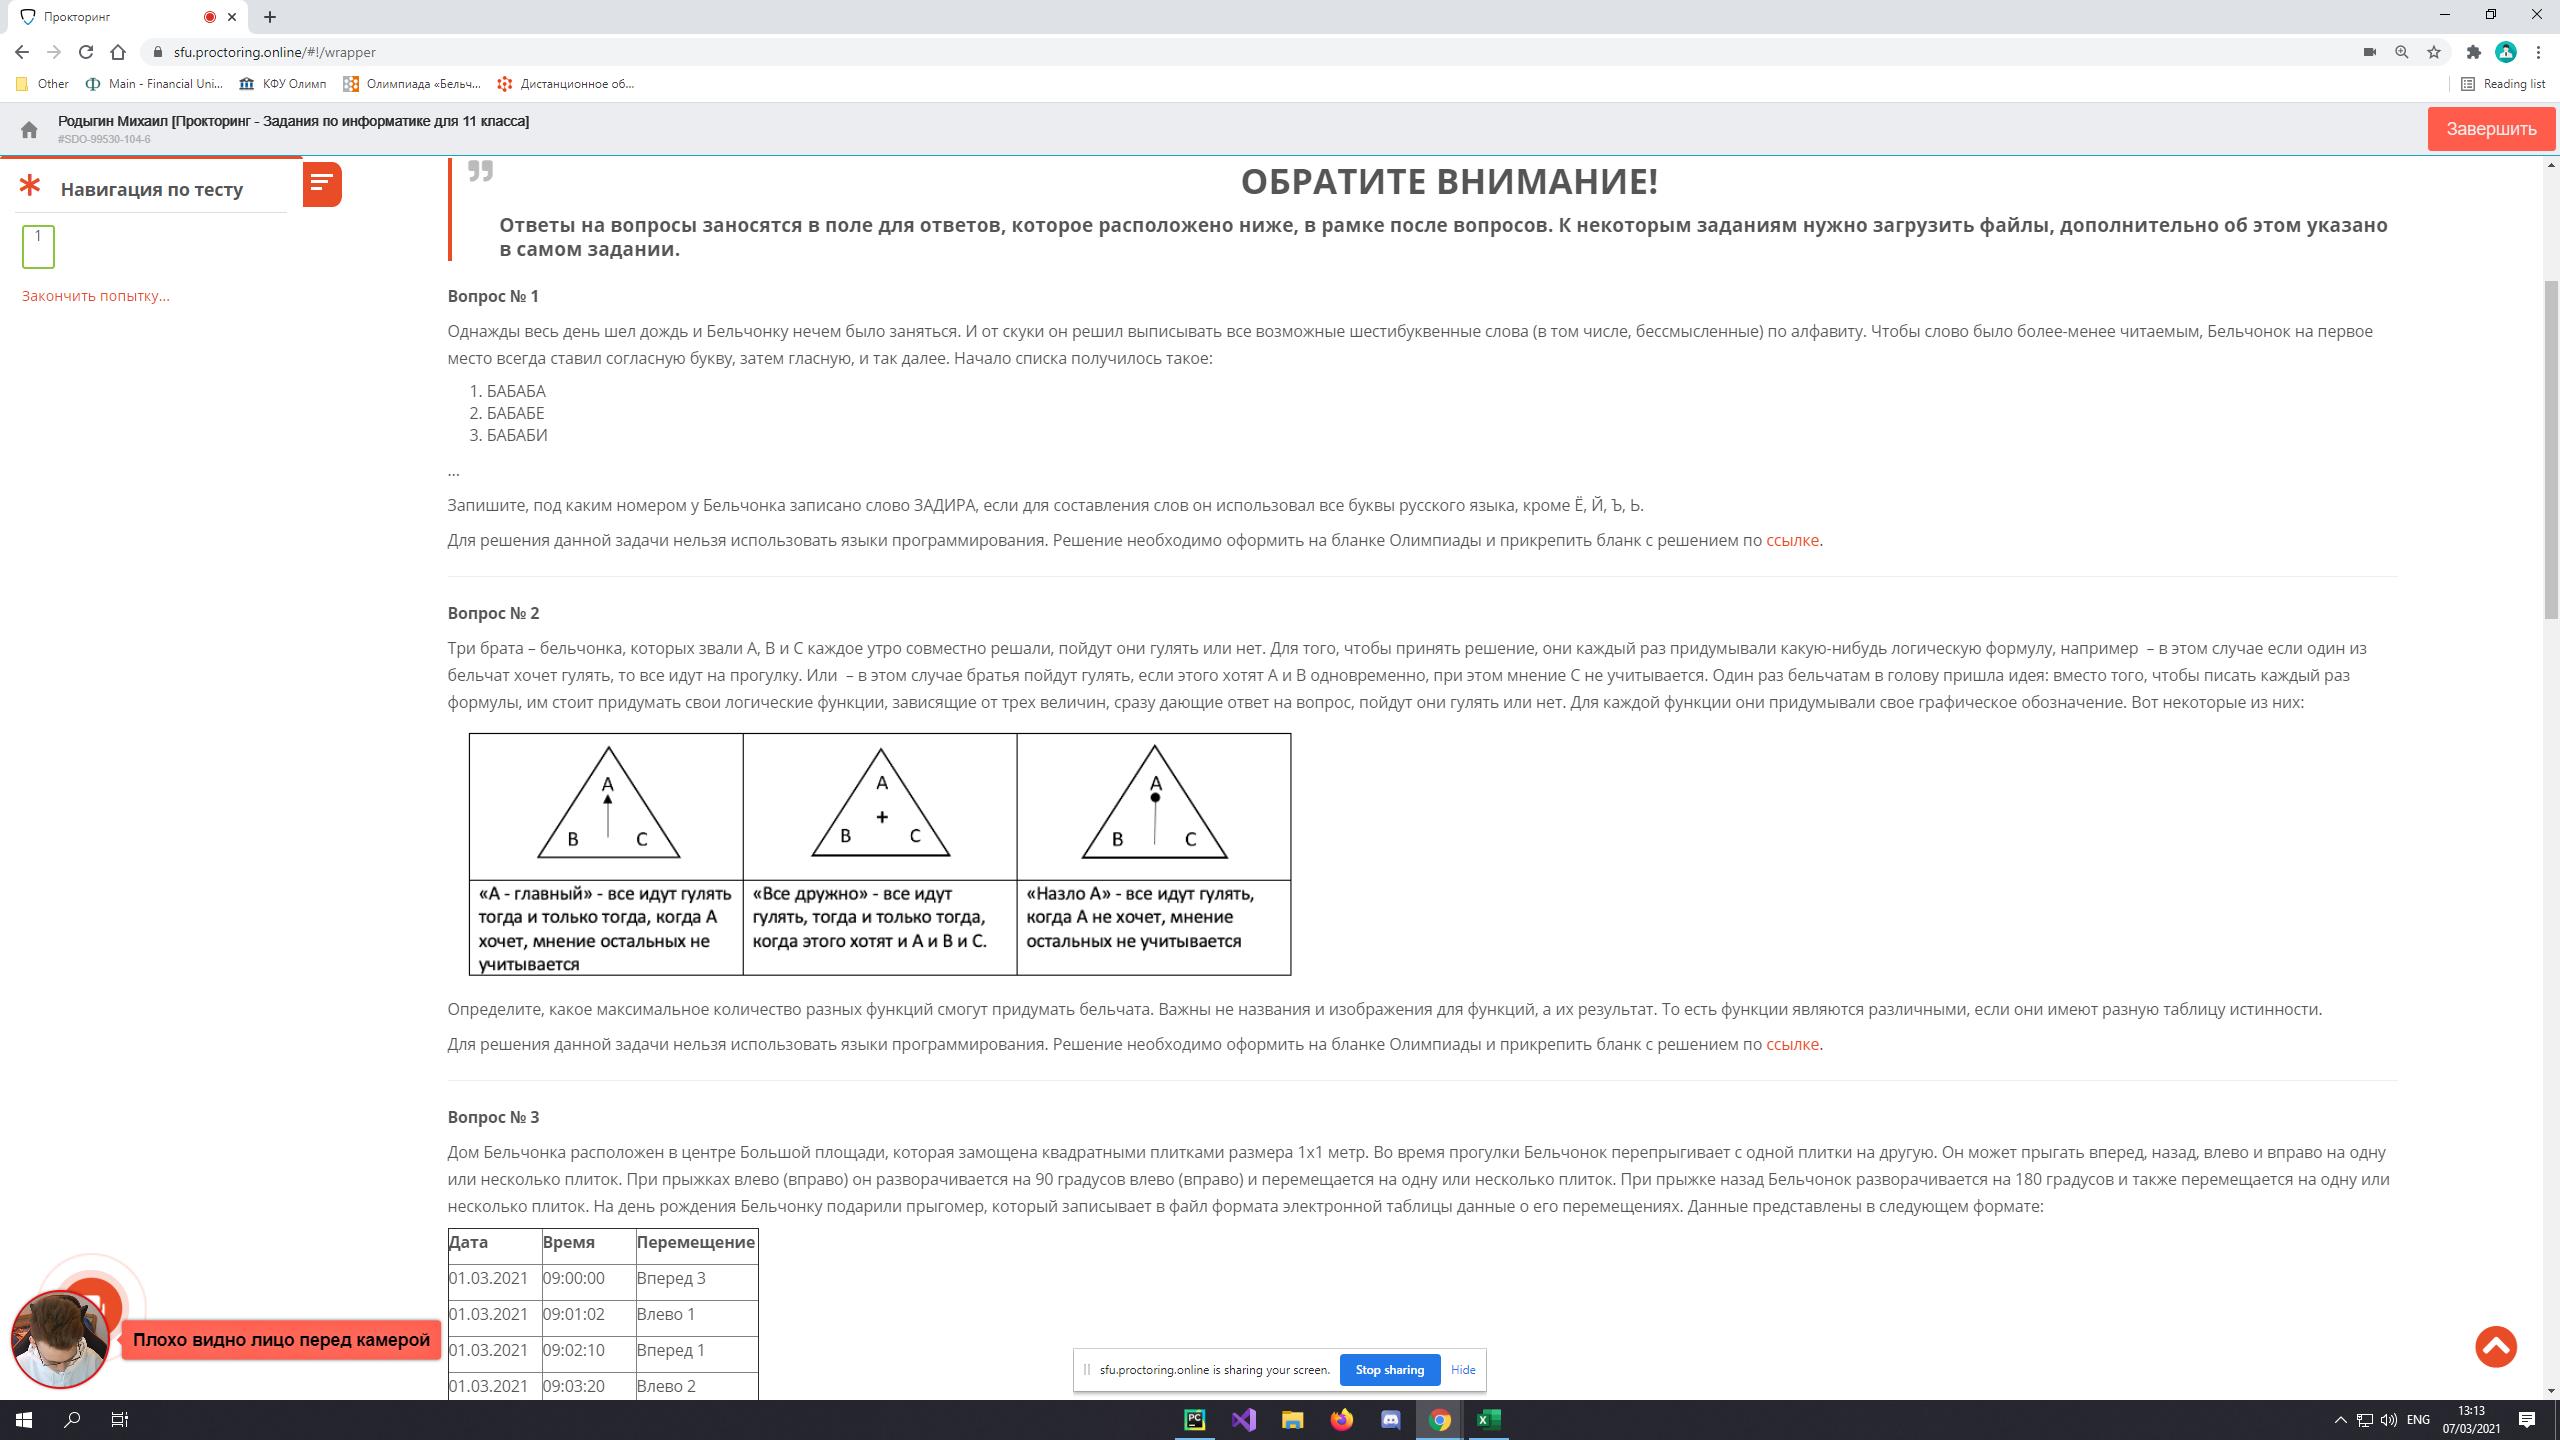 Прокторинг
sfu.proctoring.online/#!/wrapper
Other
Main - Financial Uni...
КФУ Олимп
Олимпиада «Бельч...
Дистанционное об...
Reading list
Родыгин Михаил [Прокторинг - Задания по информатике для 11 класса]
#SDO-99530-104-6
Завершить
Навигация по тесту
1
Закончить попытку...
ОБРАТИТЕ ВНИМАНИЕ!
Ответы на вопросы заносятся в поле для ответов, которое расположено ниже, в рамке после вопросов. К некоторым заданиям нужно загрузить файлы, дополнительно об этом указано
в самом задании.
Вопрос № 1
Однажды весь день шел дождь и Бельчонку нечем было заняться. И от скуки он решил выписывать все возможные шестибуквенные слова (в том числе, бессмысленные) по алфавиту. Чтобы слово было более-менее читаемым, Бельчонок на первое
место всегда ставил согласную букву, затем гласную, и так далее. Начало списка получилось такое:
1. БАБАБА
2. БАБАБЕ
3. БАБАБИ
...
Запишите, под каким номером у Бельчонка записано слово ЗАДИРА, если для составления слов он использовал все буквы русского языка, кроме Ё, Й, Ъ, Ь.
Для решения данной задачи нельзя использовать языки программирования. Решение необходимо оформить на бланке Олимпиады и прикрепить бланк с решением по ссылке.
Вопрос № 2
Три брата – бельчонка, которых звали А, В и С каждое утро совместно решали, пойдут они гулять или нет. Для того, чтобы принять решение, они каждый раз придумывали какую-нибудь логическую формулу, например – в этом случае если один из
бельчат хочет гулять, то все идут на прогулку. Или – в этом случае братья пойдут гулять, если этого хотят А и В одновременно, при этом мнение С не учитывается. Один раз бельчатам в голову пришла идея: вместо того, чтобы писать каждый раз
формулы, им стоит придумать свои логические функции, зависящие от трех величин, сразу дающие ответ на вопрос, пойдут они гулять или нет. Для каждой функции они придумывали свое графическое обозначение. Вот некоторые из них:
A
B C
A
+
B C
A
B C
«А - главный» - все идут гулять
тогда и только тогда, когда А
хочет, мнение остальных не
учитывается
«Все дружно» - все идут
гулять, тогда и только тогда,
когда этого хотят и А и В и С.
«Назло А» - все идут гулять,
когда А не хочет, мнение
остальных не учитывается
Определите, какое максимальное количество разных функций смогут придумать бельчата. Важны не названия и изображения для функций, а их результат. То есть функции являются различными, если они имеют разную таблицу истинности.
Для решения данной задачи нельзя использовать языки программирования. Решение необходимо оформить на бланке Олимпиады и прикрепить бланк с решением по ссылке.
Вопрос № 3
Дом Бельчонка расположен в центре Большой площади, которая замощена квадратными плитками размера 1х1 метр. Во время прогулки Бельчонок перепрыгивает с одной плитки на другую. Он может прыгать вперед, назад, влево и вправо на одну
или несколько плиток. При прыжках влево (вправо) он разворачивается на 90 градусов влево (вправо) и перемещается на одну или несколько плиток. При прыжке назад Бельчонок разворачивается на 180 градусов и также перемещается на одну или
несколько плиток. На день рождения Бельчонку подарили прыгомер, который записывает в файл формата электронной таблицы данные о его перемещениях. Данные представлены в следующем формате:
Дата Время Перемещение
01.03.2021 09:00:00 Вперед 3
01.03.2021 09:01:02 Влево 1
01.03.2021 09:02:10 Вперед 1
01.03.2021 09:03:20 Влево 2
Плохо видно лицо перед камерой
sfu.proctoring.online is sharing your screen.
Stop sharing
Hide
PC
ENG
13:13
07/03/2021